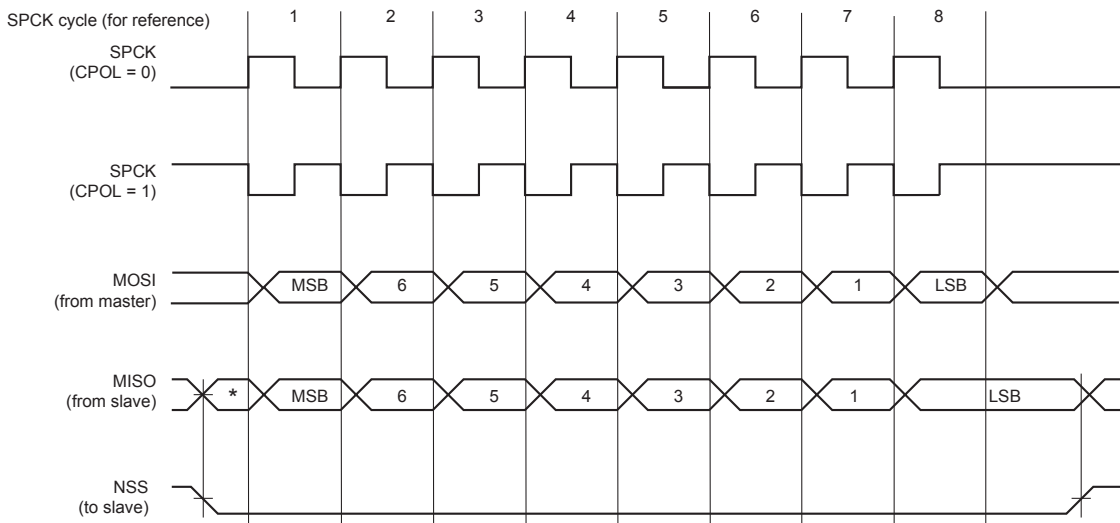 SPCK cycle (for reference) 1 2 3 4 5 6 7 8
SPCK
(CPOL = 0)
SPCK
(CPOL = 1)
MOSI
(from master)
MSB 6 5 4 3 2 1 LSB
MISO
(from slave)
* MSB 6 5 4 3 2 1 LSB
NSS
(to slave)